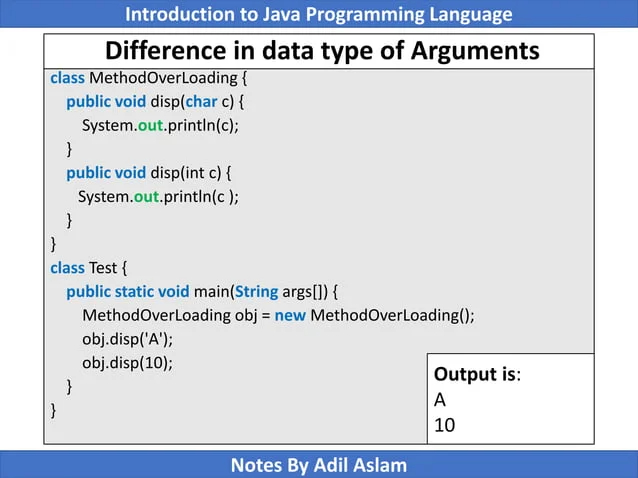 Introduction to Java Programming Language
Difference in data type of Arguments
class MethodOverLoading {
public void disp(char c) {
System.out.println(c);
}
public void disp(int c) {
System.out.println(c );
}
}
class Test {
public static void main(String args[]) {
MethodOverLoading obj = new MethodOverLoading();
obj.disp('A');
obj.disp(10);
}
}
Output is:
A
10
Notes By Adil Aslam